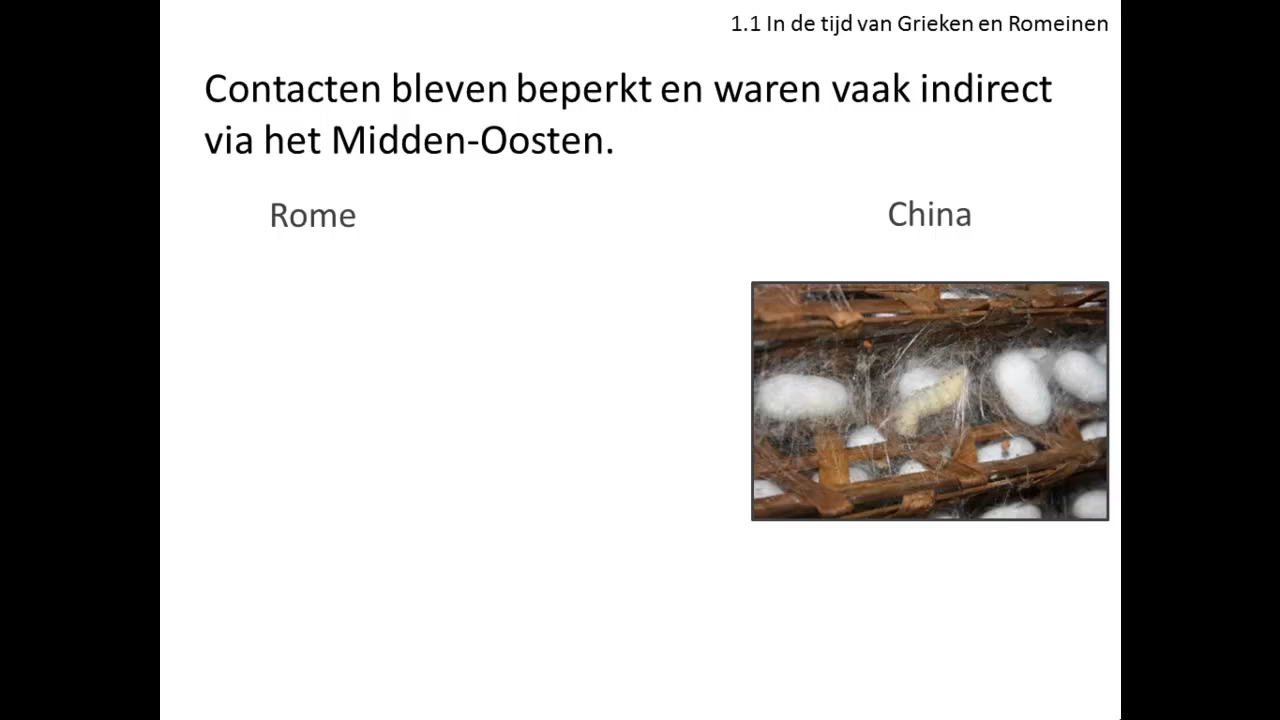 1.1 In de tijd van Grieken en Romeinen
Contacten bleven beperkt en waren vaak indirect
via het Midden-Oosten.
Rome
China